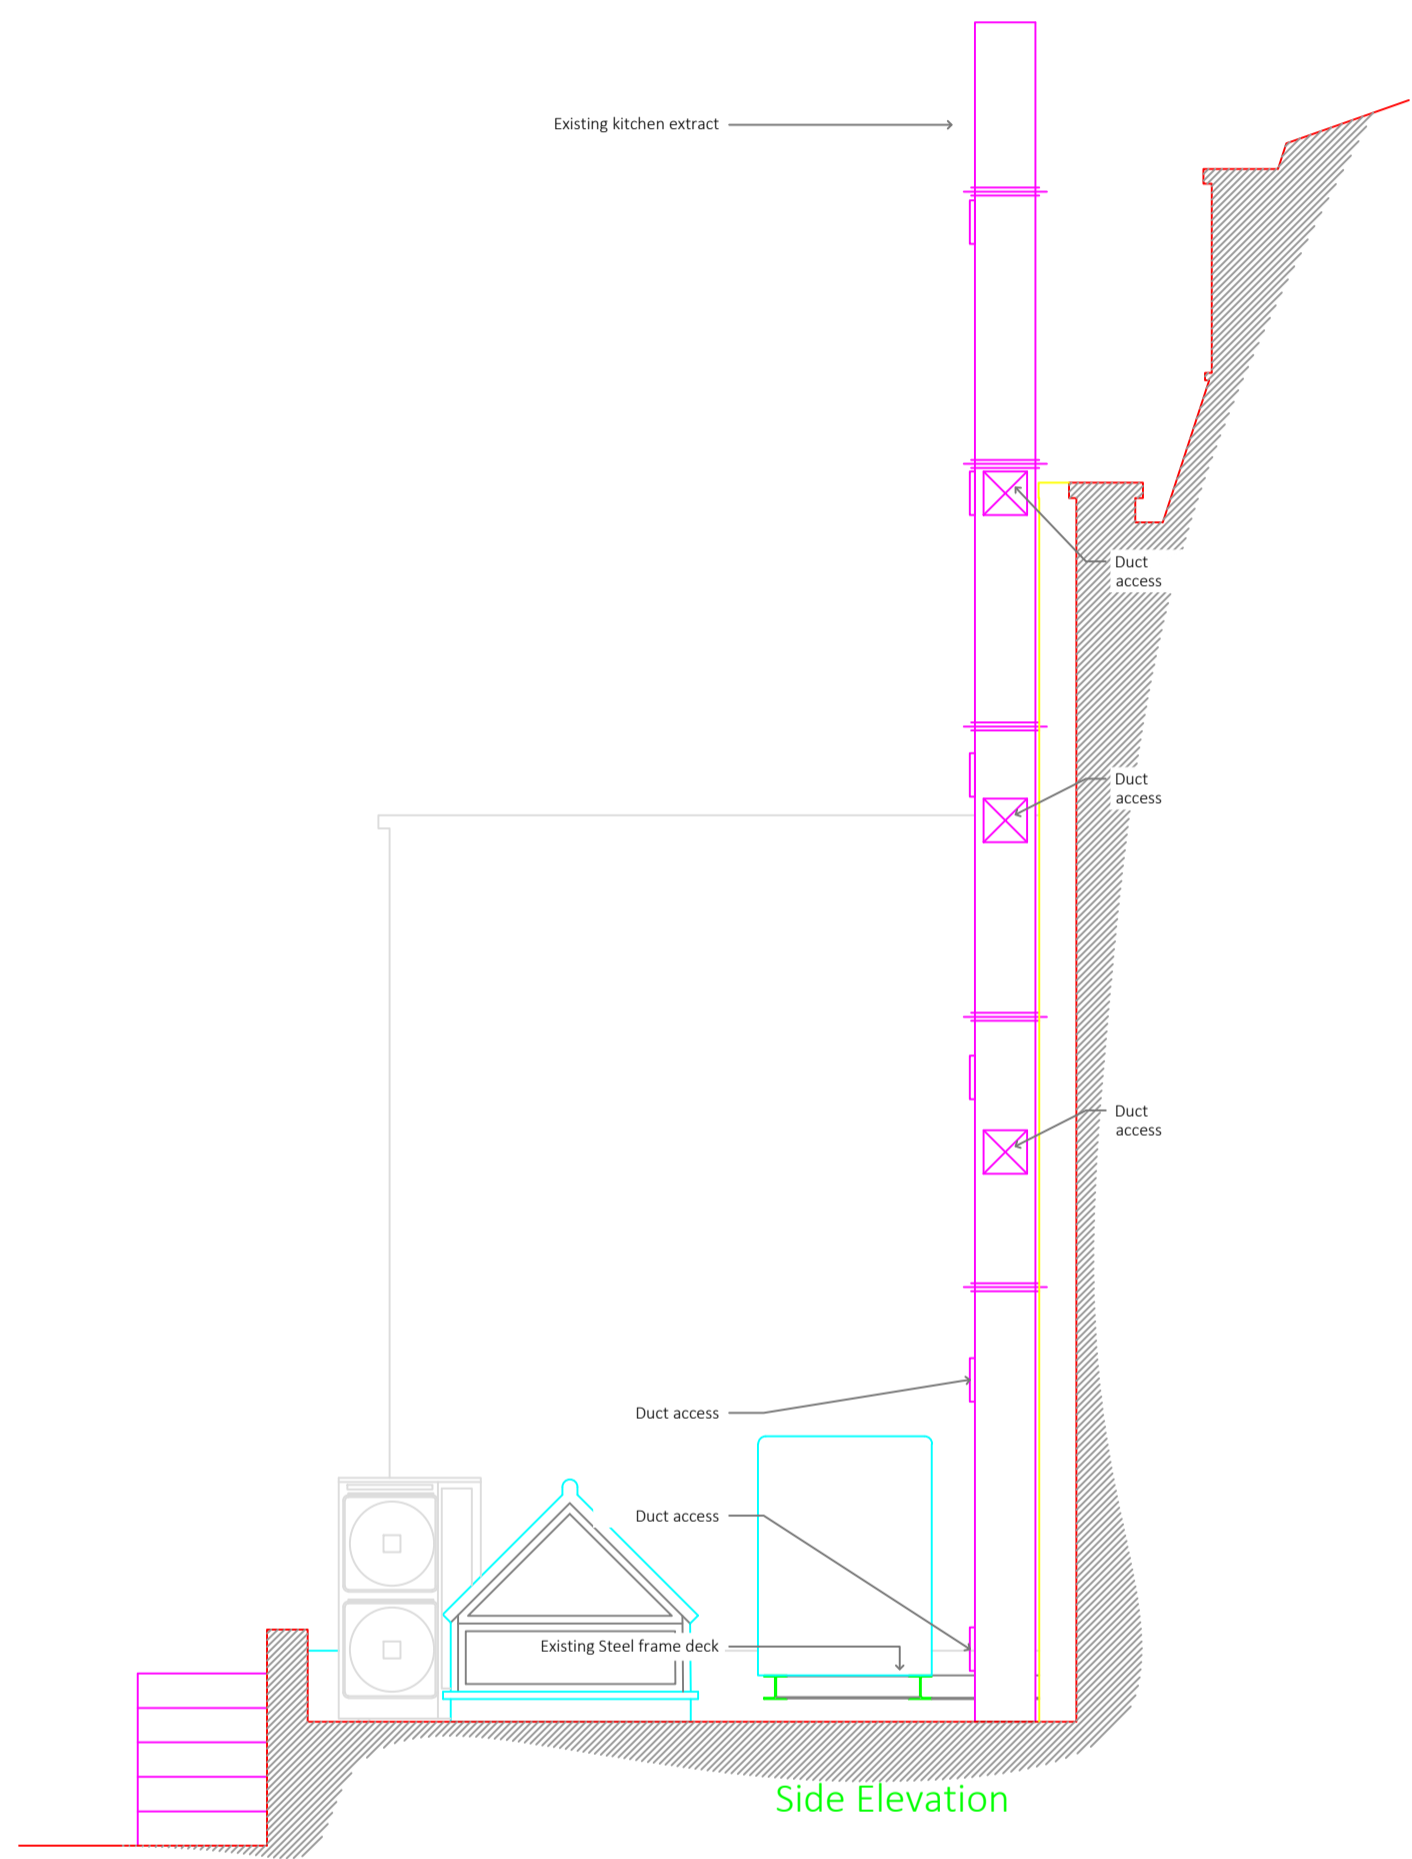 Existing kitchen extract
Duct
access
Duct
access
Duct
access
Duct access
Duct access
Existing Steel frame deck
Side Elevation